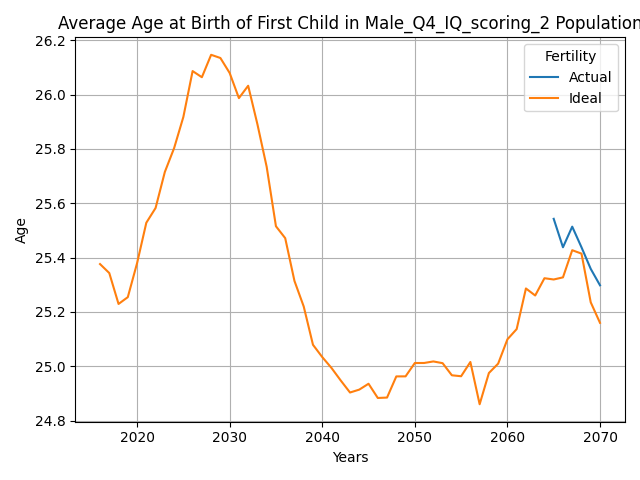 Average Age at Birth of First Child in Male_Q4_IQ_scoring_2 Population
26.2
26.0
25.8
25.6
25.4
25.2
25.0
24.8
Age
Fertility
Actual
Ideal
2020 2030 2040 2050 2060 2070
Years